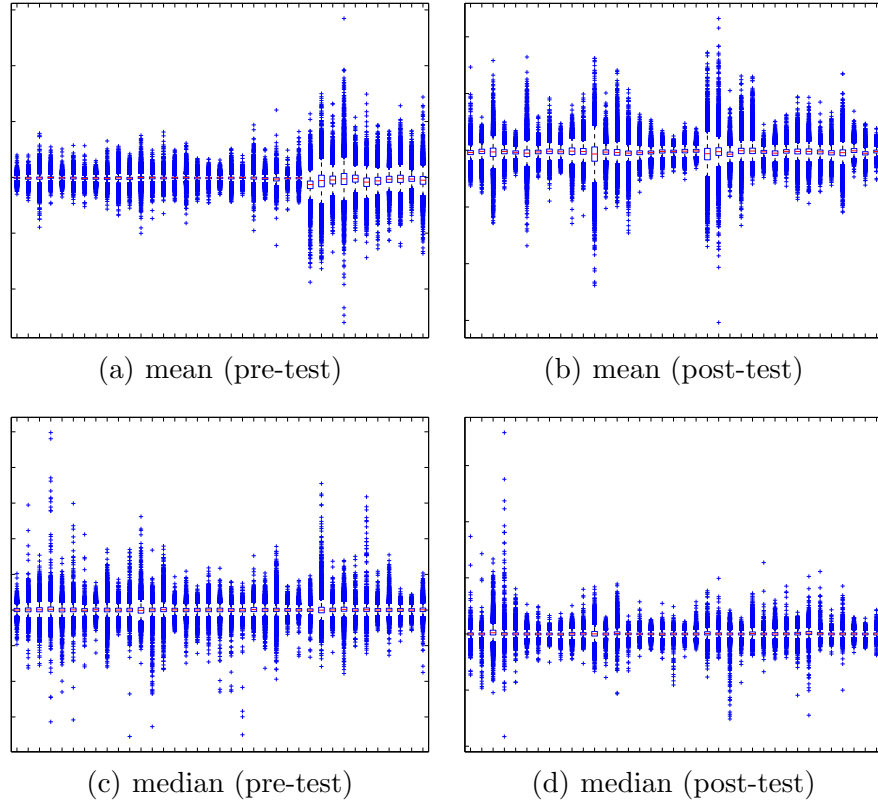 (a) mean (pre-test)
(b) mean (post-test)
(c) median (pre-test)
(d) median (post-test)